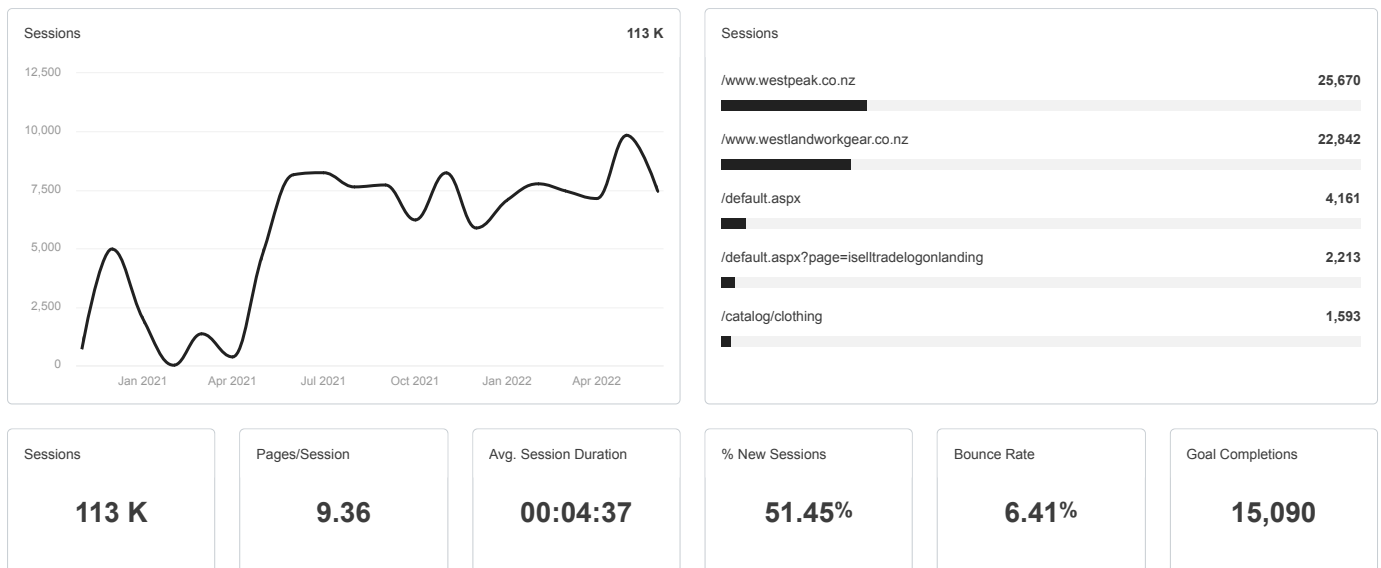 Sessions 113 K
12,500
10,000
7,500
5,000
2,500
0
Jan 2021 Apr 2021 Jul 2021 Oct 2021 Jan 2022 Apr 2022
Sessions
/www.westpeak.co.nz 25,670
/www.westlandworkgear.co.nz 22,842
/default.aspx 4,161
/default.aspx?page=iselltradelogonlanding 2,213
/catalog/clothing 1,593
Sessions
113 K
Pages/Session
9.36
Avg. Session Duration
00:04:37
% New Sessions
51.45%
Bounce Rate
6.41%
Goal Completions
15,090